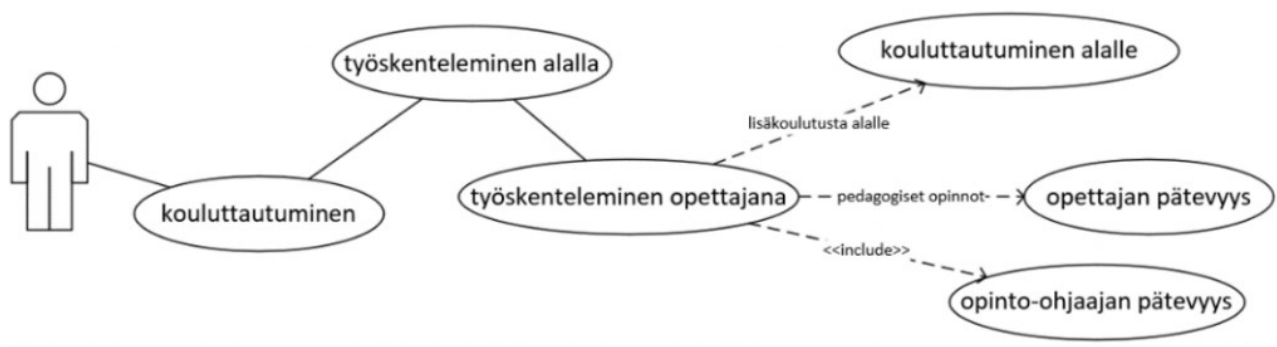 työskenteleminen alalla
kouluttautuminen alalle
lisäkoulutusta alalle
kouluttautuminen
työskenteleminen opettajana
pedagogiset opinnot
opettajan pätevyys
<<include>>
opinto-ohjaajan pätevyys